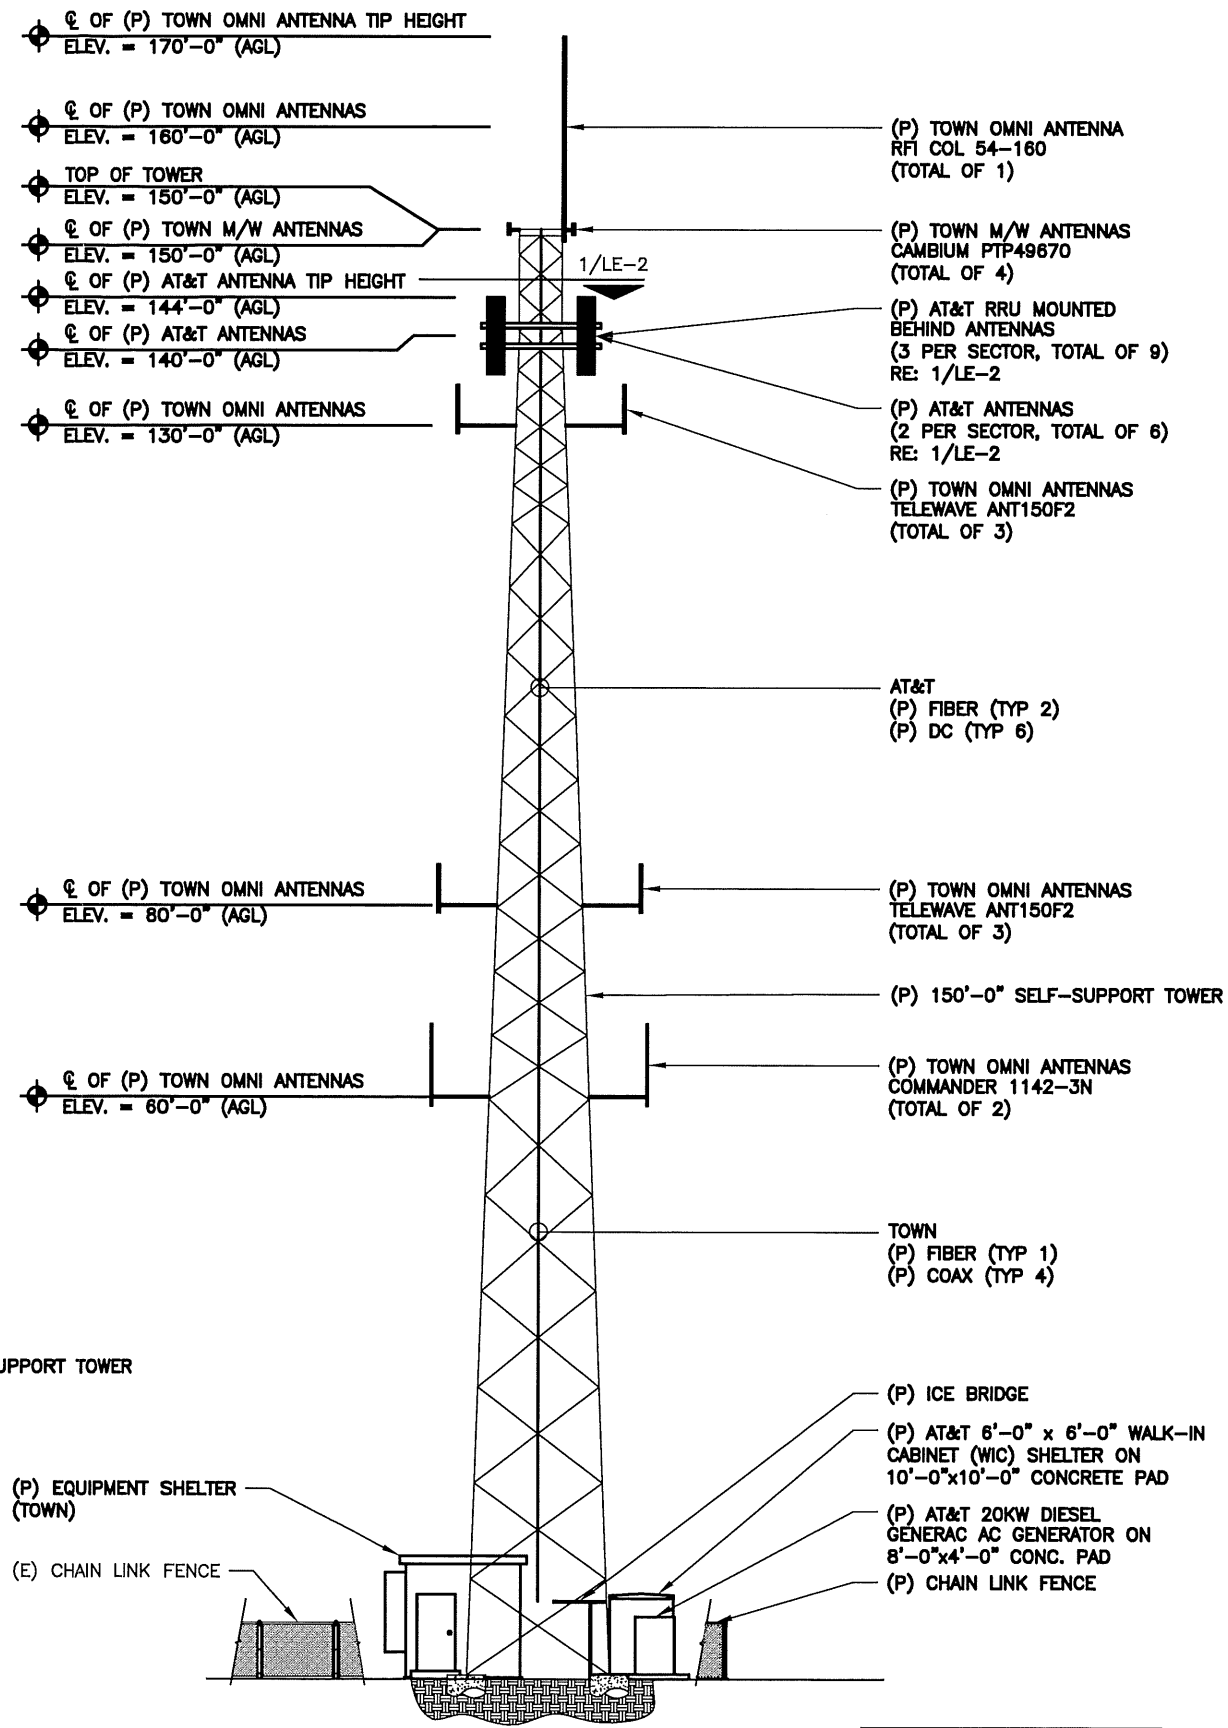 ℄ OF (P) TOWN OMNI ANTENNA TIP HEIGHT
ELEV. = 170'-0" (AGL)
℄ OF (P) TOWN OMNI ANTENNAS
ELEV. = 160'-0" (AGL)
TOP OF TOWER
ELEV. = 150'-0" (AGL)
℄ OF (P) TOWN M/W ANTENNAS
ELEV. = 150'-0" (AGL)
℄ OF (P) AT&T ANTENNA TIP HEIGHT
ELEV. = 144'-0" (AGL)
℄ OF (P) AT&T ANTENNAS
ELEV. = 140'-0" (AGL)
℄ OF (P) TOWN OMNI ANTENNAS
ELEV. = 130'-0" (AGL)
1/LE-2
(P) TOWN OMNI ANTENNA
RFI COL 54-160
(TOTAL OF 1)
(P) TOWN M/W ANTENNAS
CAMBIUM PTP49670
(TOTAL OF 4)
(P) AT&T RRU MOUNTED
BEHIND ANTENNAS
(3 PER SECTOR, TOTAL OF 9)
RE: 1/LE-2
(P) AT&T ANTENNAS
(2 PER SECTOR, TOTAL OF 6)
RE: 1/LE-2
(P) TOWN OMNI ANTENNAS
TELEWAVE ANT150F2
(TOTAL OF 3)
AT&T
(P) FIBER (TYP 2)
(P) DC (TYP 6)
℄ OF (P) TOWN OMNI ANTENNAS
ELEV. = 80'-0" (AGL)
(P) TOWN OMNI ANTENNAS
TELEWAVE ANT150F2
(TOTAL OF 3)
(P) 150'-0" SELF-SUPPORT TOWER
℄ OF (P) TOWN OMNI ANTENNAS
ELEV. = 60'-0" (AGL)
(P) TOWN OMNI ANTENNAS
COMMANDER 1142-3N
(TOTAL OF 2)
TOWN
(P) FIBER (TYP 1)
(P) COAX (TYP 4)
UPPORT TOWER
(P) EQUIPMENT SHELTER
(TOWN)
(E) CHAIN LINK FENCE
(P) ICE BRIDGE
(P) AT&T 6'-0" x 6'-0" WALK-IN
CABINET (WIC) SHELTER ON
10'-0"x10'-0" CONCRETE PAD
(P) AT&T 20KW DIESEL
GENERAC AC GENERATOR ON
8'-0"x4'-0" CONC. PAD
(P) CHAIN LINK FENCE